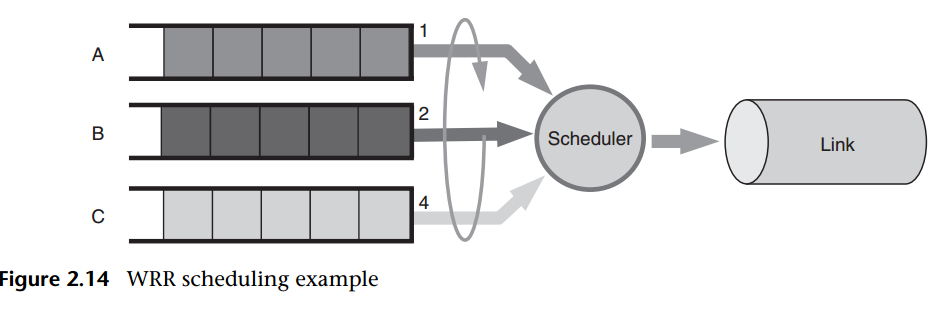 A
1
B
2
C
4
Scheduler
Link
Figure 2.14 WRR scheduling example